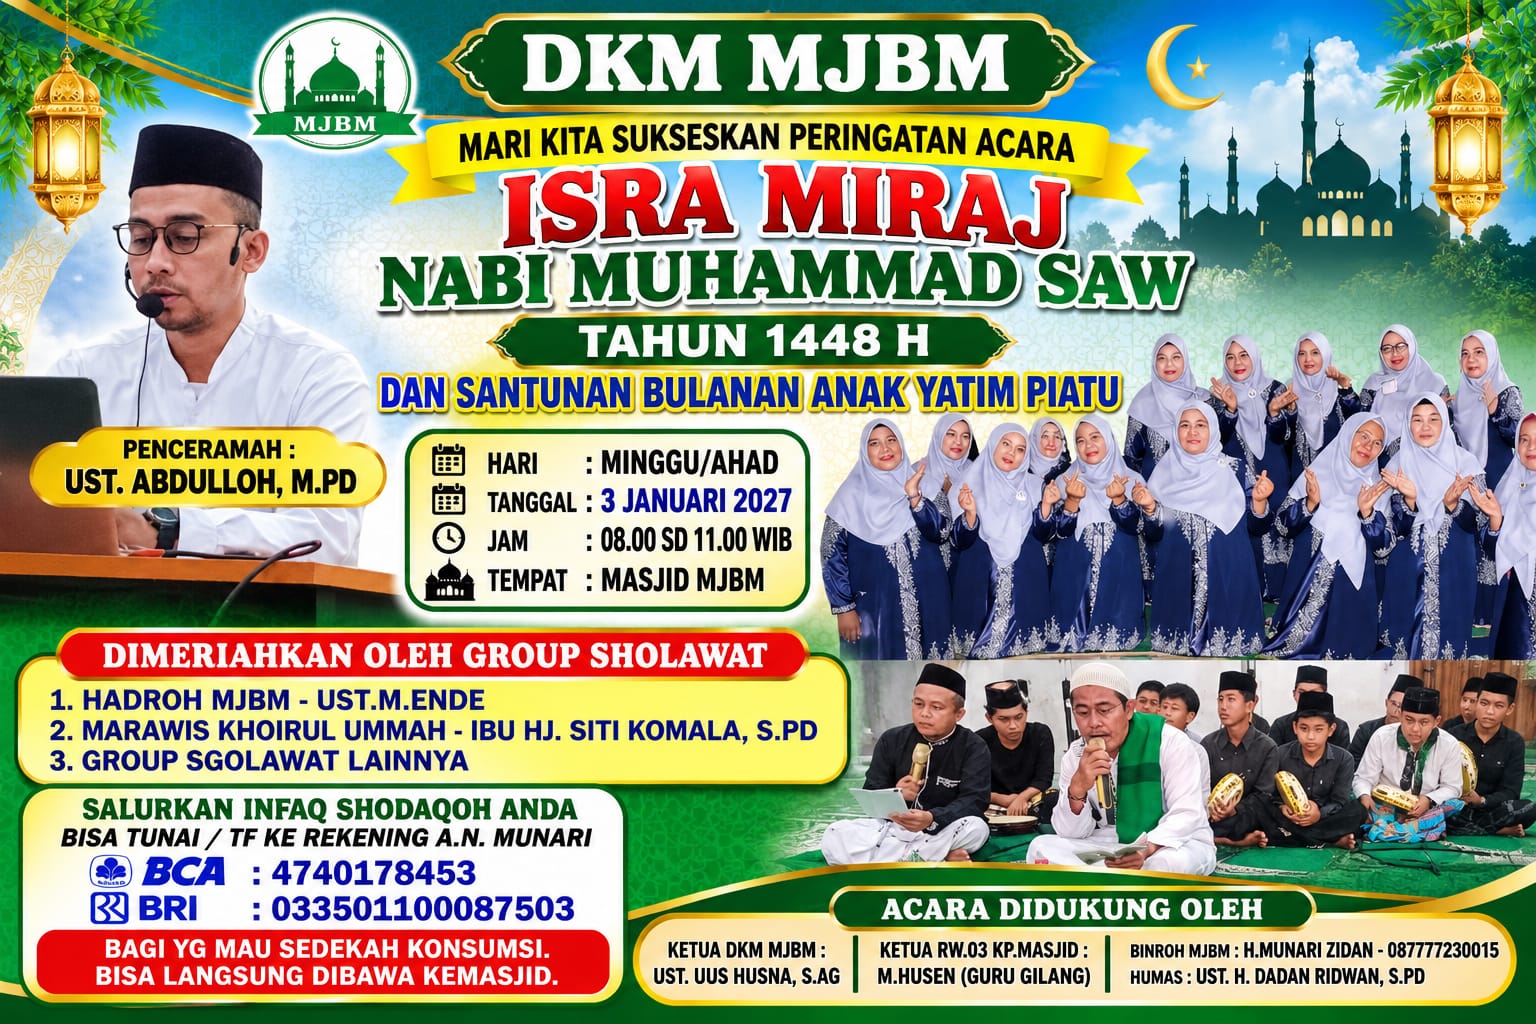 MJBM
DKM MJBM
MARI KITA SUKSESKAN PERINGATAN ACARA
ISRA MIRAJ
NABI MUHAMMAD SAW
TAHUN 1448 H
DAN SANTUNAN BULANAN ANAK YATIM PIATU
PENCERAMAH :
UST. ABDULLOH, M.PD
HARI : MINGGU/AHAD
TANGGAL : 3 JANUARI 2027
JAM : 08.00 SD 11.00 WIB
TEMPAT : MASJID MJBM
DIMERIAHKAN OLEH GROUP SHOLAWAT
1. HADROH MJBM - UST.M.ENDE
2. MARAWIS KHOIRUL UMMAH - IBU HJ. SITI KOMALA, S.PD
3. GROUP SGOLAWAT LAINNYA
SALURKAN INFAQ SHODAQOH ANDA
BISA TUNAI / TF KE REKENING A.N. MUNARI
BCA : 4740178453
BRI : 033501100087503
BAGI YG MAU SEDEKAH KONSUMSI.
BISA LANGSUNG DIBAWA KEMASJID.
ACARA DIDUKUNG OLEH
KETUA DKM MJBM :
UST. UUS HUSNA, S.AG
KETUA RW.03 KP.MASJID :
M.HUSEN (GURU GILANG)
BINROH MJBM : H.MUNARI ZIDAN - 087777230015
HUMAS : UST. H. DADAN RIDWAN, S.PD